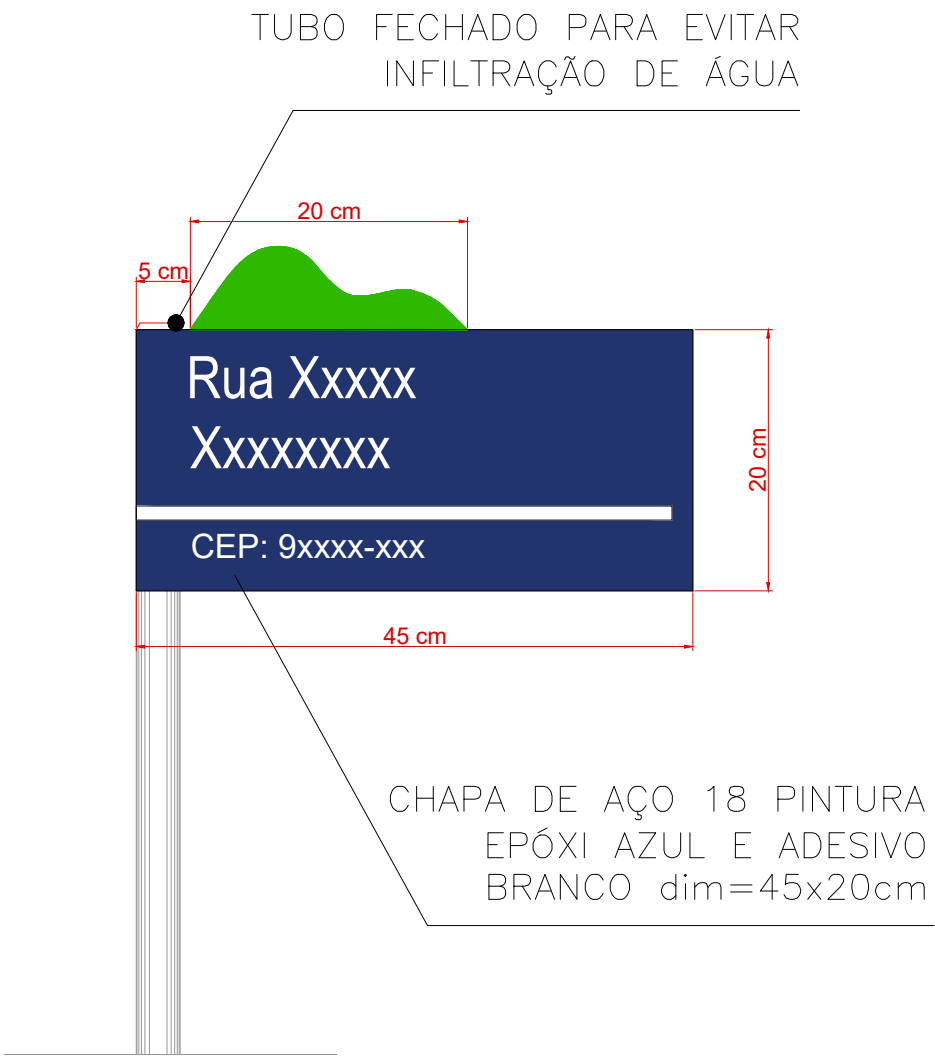 TUBO FECHADO PARA EVITAR
INFILTRAÇÃO DE ÁGUA
20 cm
5 cm
Rua Xxxxx
Xxxxxxxx
20 cm
CEP: 9xxxx-xxx
45 cm
CHAPA DE AÇO 18 PINTURA
EPÓXI AZUL E ADESIVO
BRANCO dim=45x20cm